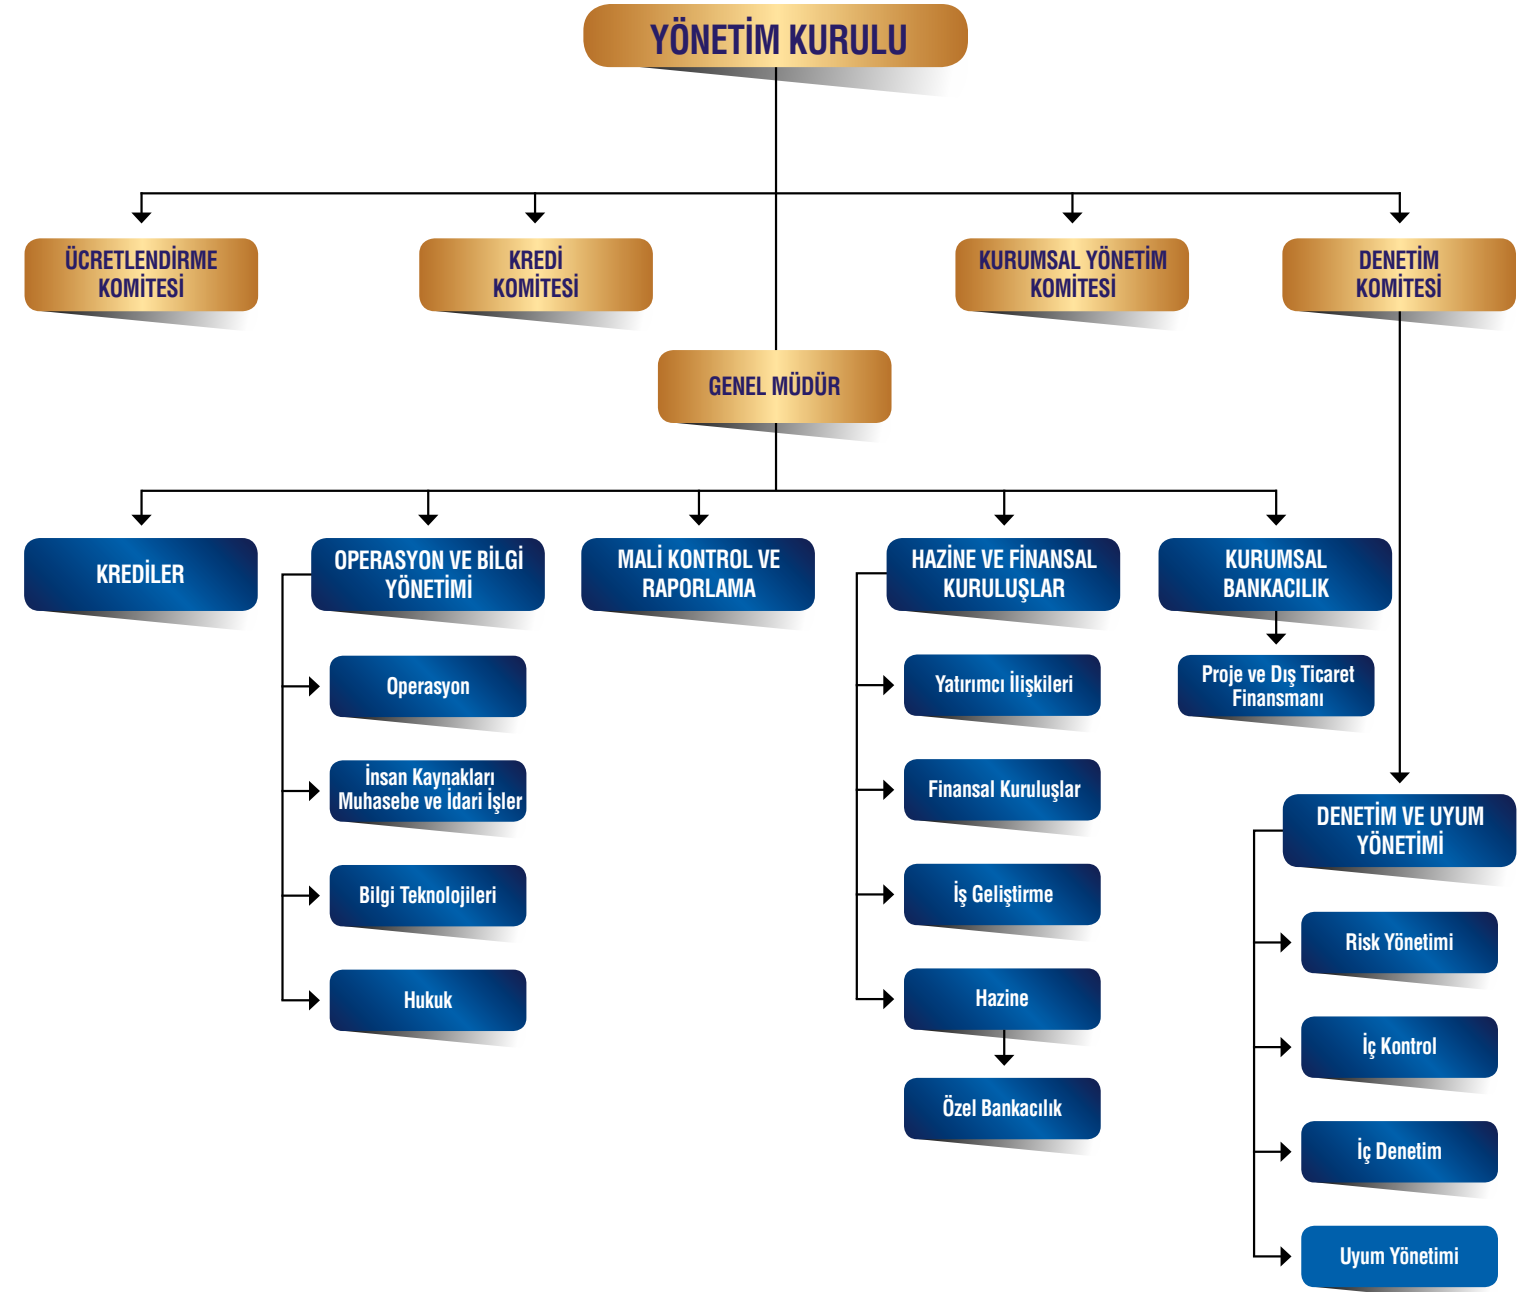 YÖNETİM KURULU
ÜCRETLENDİRME
KOMİTESİ
KREDİ
KOMİTESİ
KURUMSAL YÖNETİM
KOMİTESİ
DENETİM
KOMİTESİ
GENEL MÜDÜR
KREDİLER
OPERASYON VE BİLGİ
YÖNETİMİ
MALİ KONTROL VE
RAPORLAMA
HAZİNE VE FİNANSAL
KURULUŞLAR
KURUMSAL
BANKACILIK
Operasyon
İnsan Kaynakları
Muhasebe ve İdari İşler
Bilgi Teknolojileri
Hukuk
Yatırımcı İlişkileri
Finansal Kuruluşlar
İş Geliştirme
Hazine
Özel Bankacılık
Proje ve Dış Ticaret
Finansmanı
DENETİM VE UYUM
YÖNETİMİ
Risk Yönetimi
İç Kontrol
İç Denetim
Uyum Yönetimi